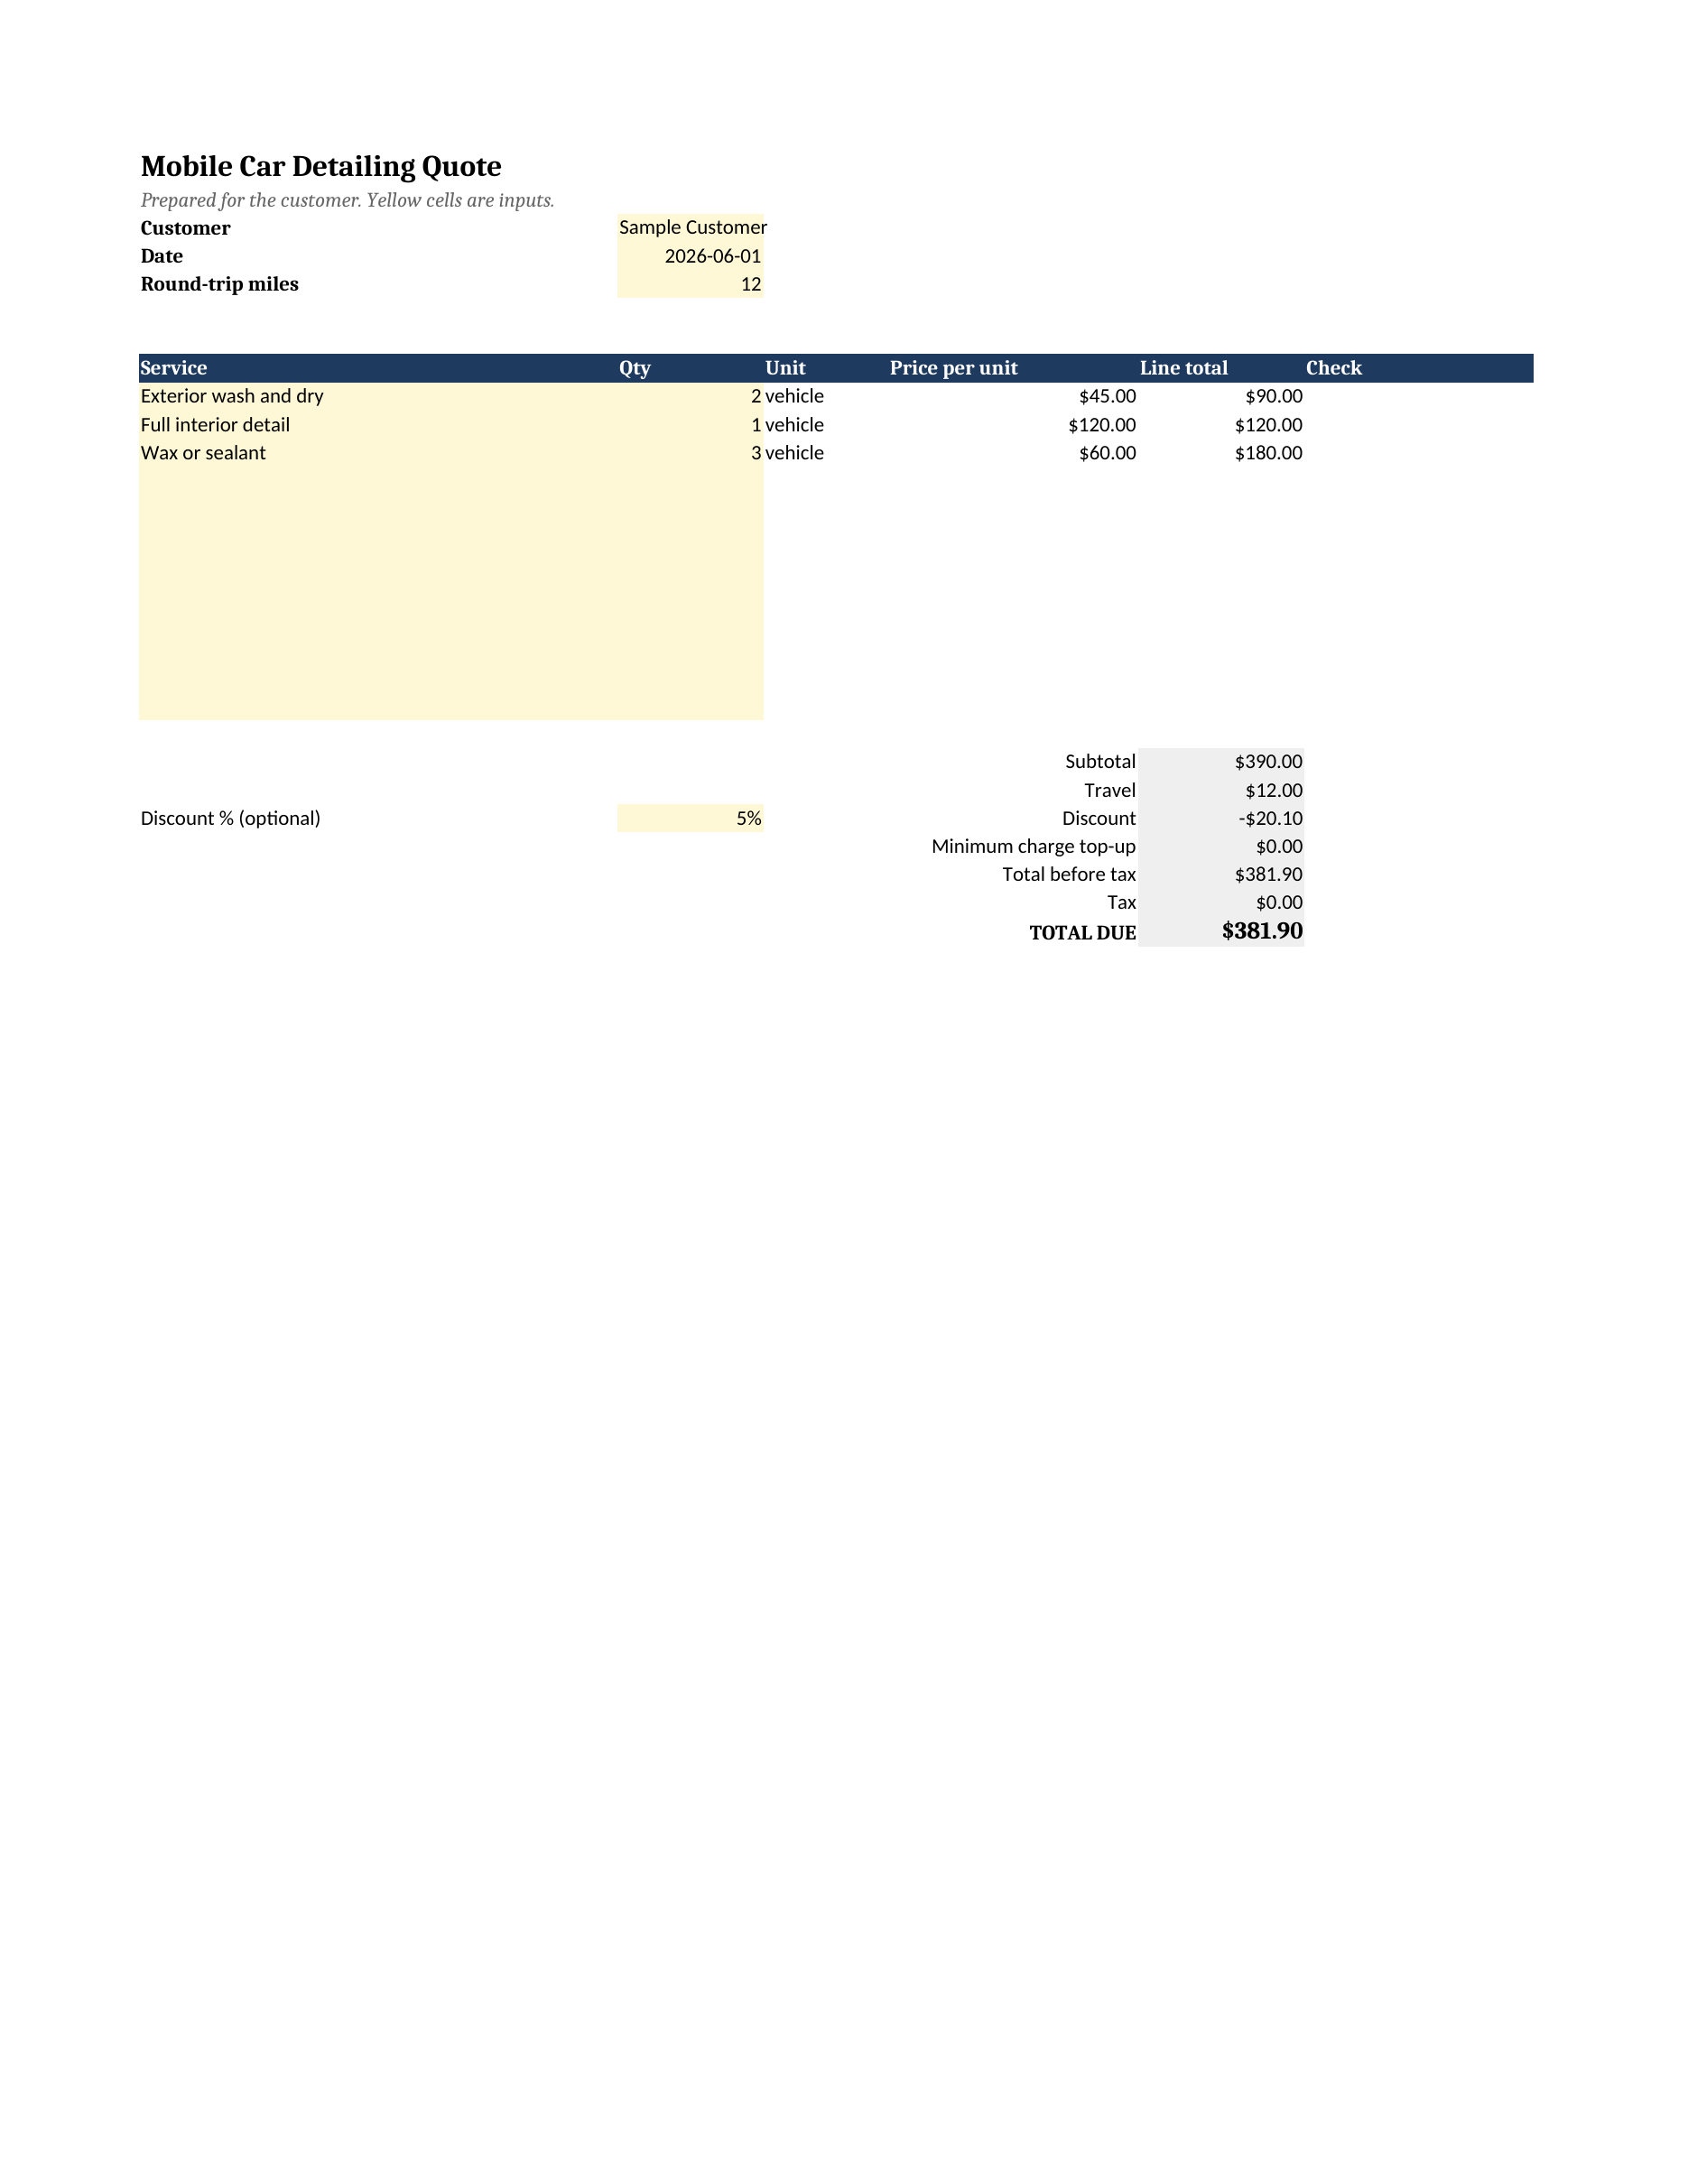 Mobile Car Detailing Quote
Prepared for the customer. Yellow cells are inputs.
Customer Sample Customer
Date 2026-06-01
Round-trip miles 12
Service Qty Unit Price per unit Line total Check
Exterior wash and dry 2 vehicle $45.00 $90.00
Full interior detail 1 vehicle $120.00 $120.00
Wax or sealant 3 vehicle $60.00 $180.00
Subtotal $390.00
Travel $12.00
Discount % (optional) 5% Discount -$20.10
Minimum charge top-up $0.00
Total before tax $381.90
Tax $0.00
TOTAL DUE $381.90